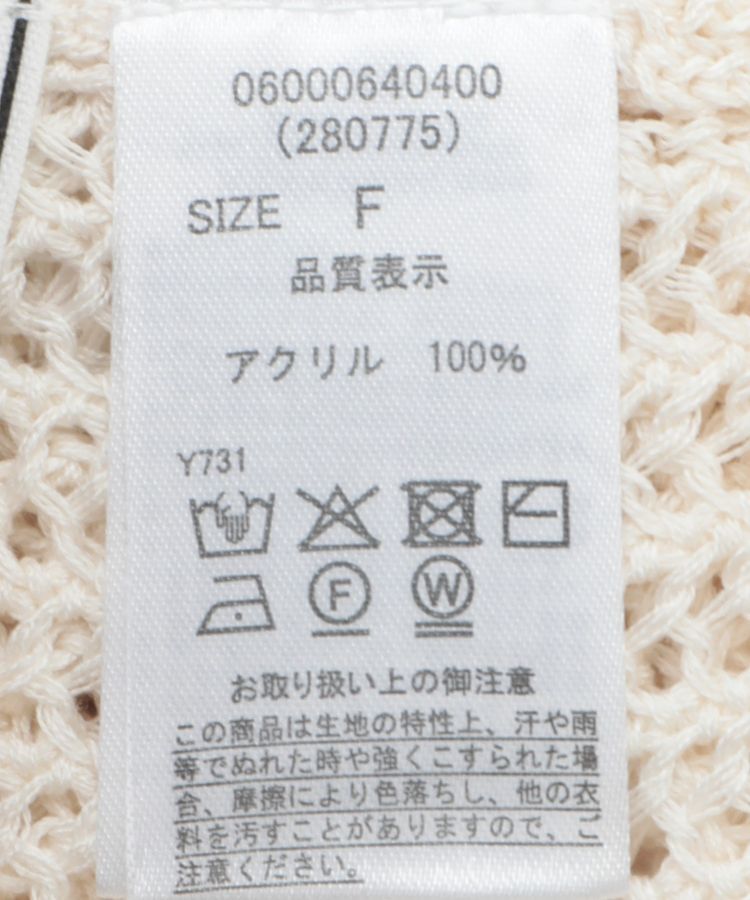 06000640400
(280775)
SIZE F
品質表示
アクリル 100%
Y731
F W
お取り扱い上の御注意
この商品は生地の特性上、汗や雨
等でぬれた時や強くこすられた場
合、摩擦により色落ちし、他の衣
料を汚すことがありますので、ご
注意ください。